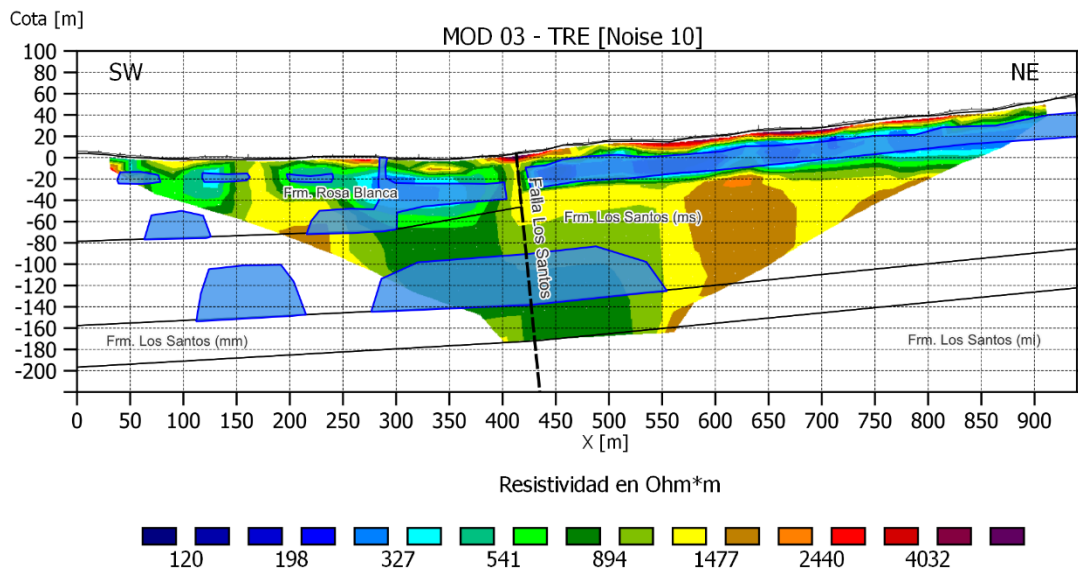 Cota [m]
MOD 03 - TRE [Noise 10]
SW
NE
100
80
60
40
20
0
-20
-40
-60
-80
-100
-120
-140
-160
-180
-200
Frm. Rosa Blanca
Falla Los Santos
Frm. Los Santos (ms)
Frm. Los Santos (mm)
Frm. Los Santos (mi)
0 50 100 150 200 250 300 350 400 450 500 550 600 650 700 750 800 850 900
X [m]
Resistividad en Ohm*m
120 198 327 541 894 1477 2440 4032